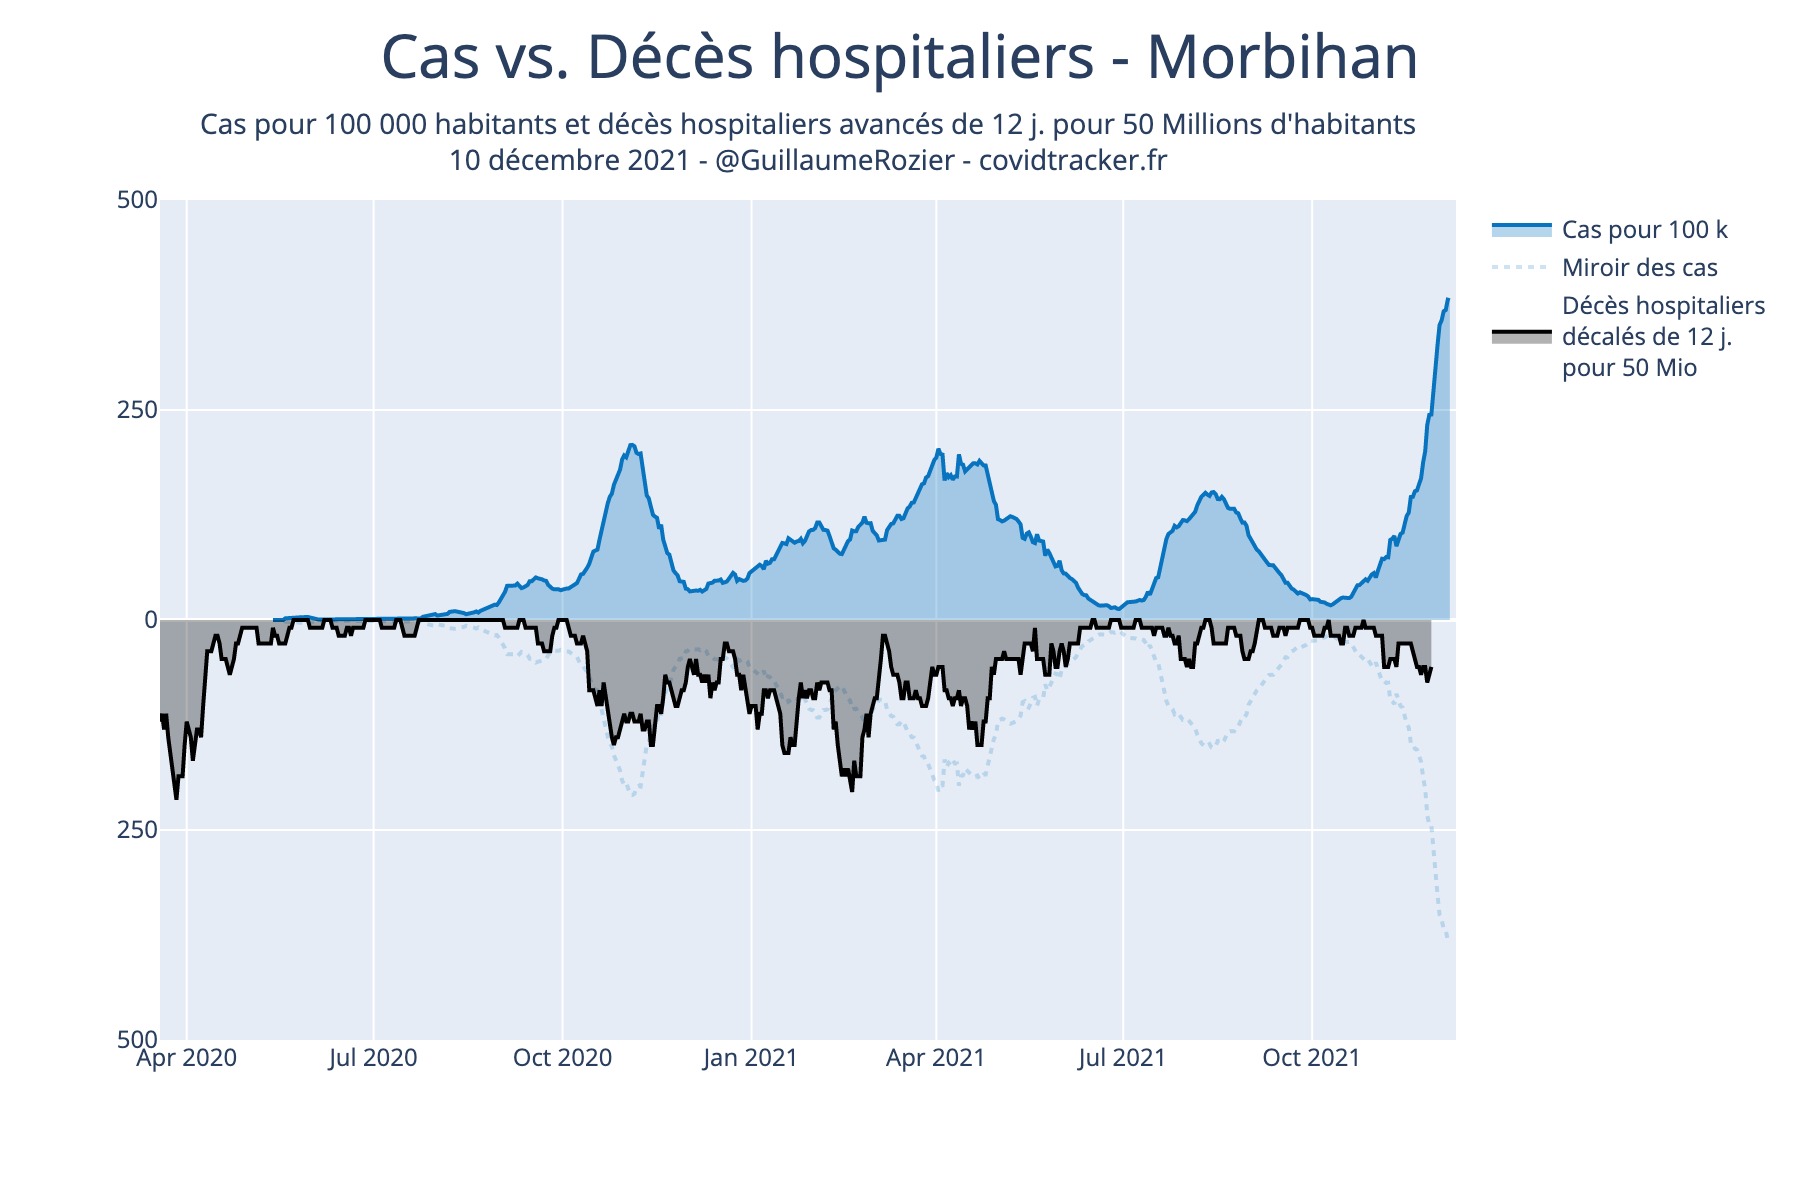 Cas vs. Décès hospitaliers - Morbihan
Cas pour 100 000 habitants et décès hospitaliers avancés de 12 j. pour 50 Millions d'habitants
10 décembre 2021 - @GuillaumeRozier - covidtracker.fr
500
250
0
250
500
Apr 2020
Jul 2020
Oct 2020
Jan 2021
Apr 2021
Jul 2021
Oct 2021
Cas pour 100 k
Miroir des cas
Décès hospitaliers
décalés de 12 j.
pour 50 Mio